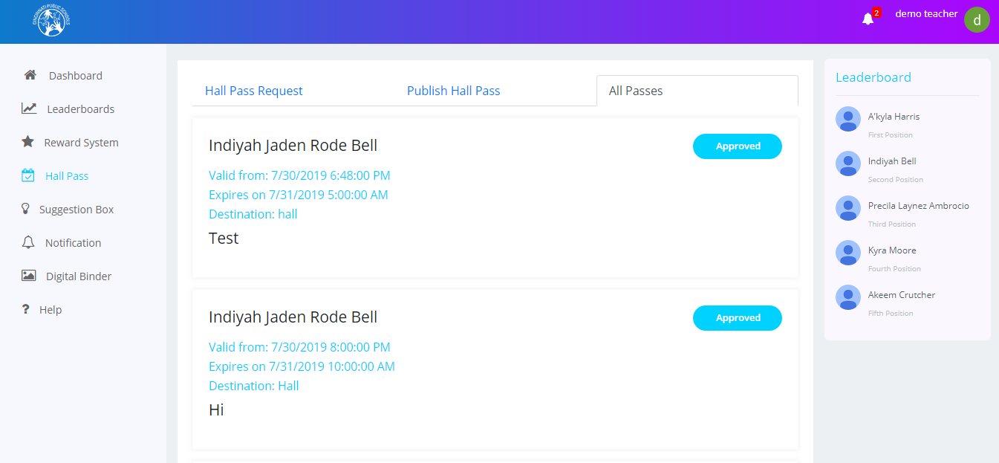 CINCINNATI PUBLIC SCHOOLS
2
demo teacher
d
Dashboard
Leaderboards
Reward System
Hall Pass
Suggestion Box
Notification
Digital Binder
Help
Hall Pass Request
Publish Hall Pass
All Passes
Indiyah Jaden Rode Bell
Approved
Valid from: 7/30/2019 6:48:00 PM
Expires on 7/31/2019 5:00:00 AM
Destination: hall
Test
Indiyah Jaden Rode Bell
Approved
Valid from: 7/30/2019 8:00:00 PM
Expires on 7/31/2019 10:00:00 AM
Destination: Hall
Hi
Leaderboard
A'kyla Harris
First Position
Indiyah Bell
Second Position
Precila Laynez Ambrocio
Third Position
Kyra Moore
Fourth Position
Akeem Crutcher
Fifth Position